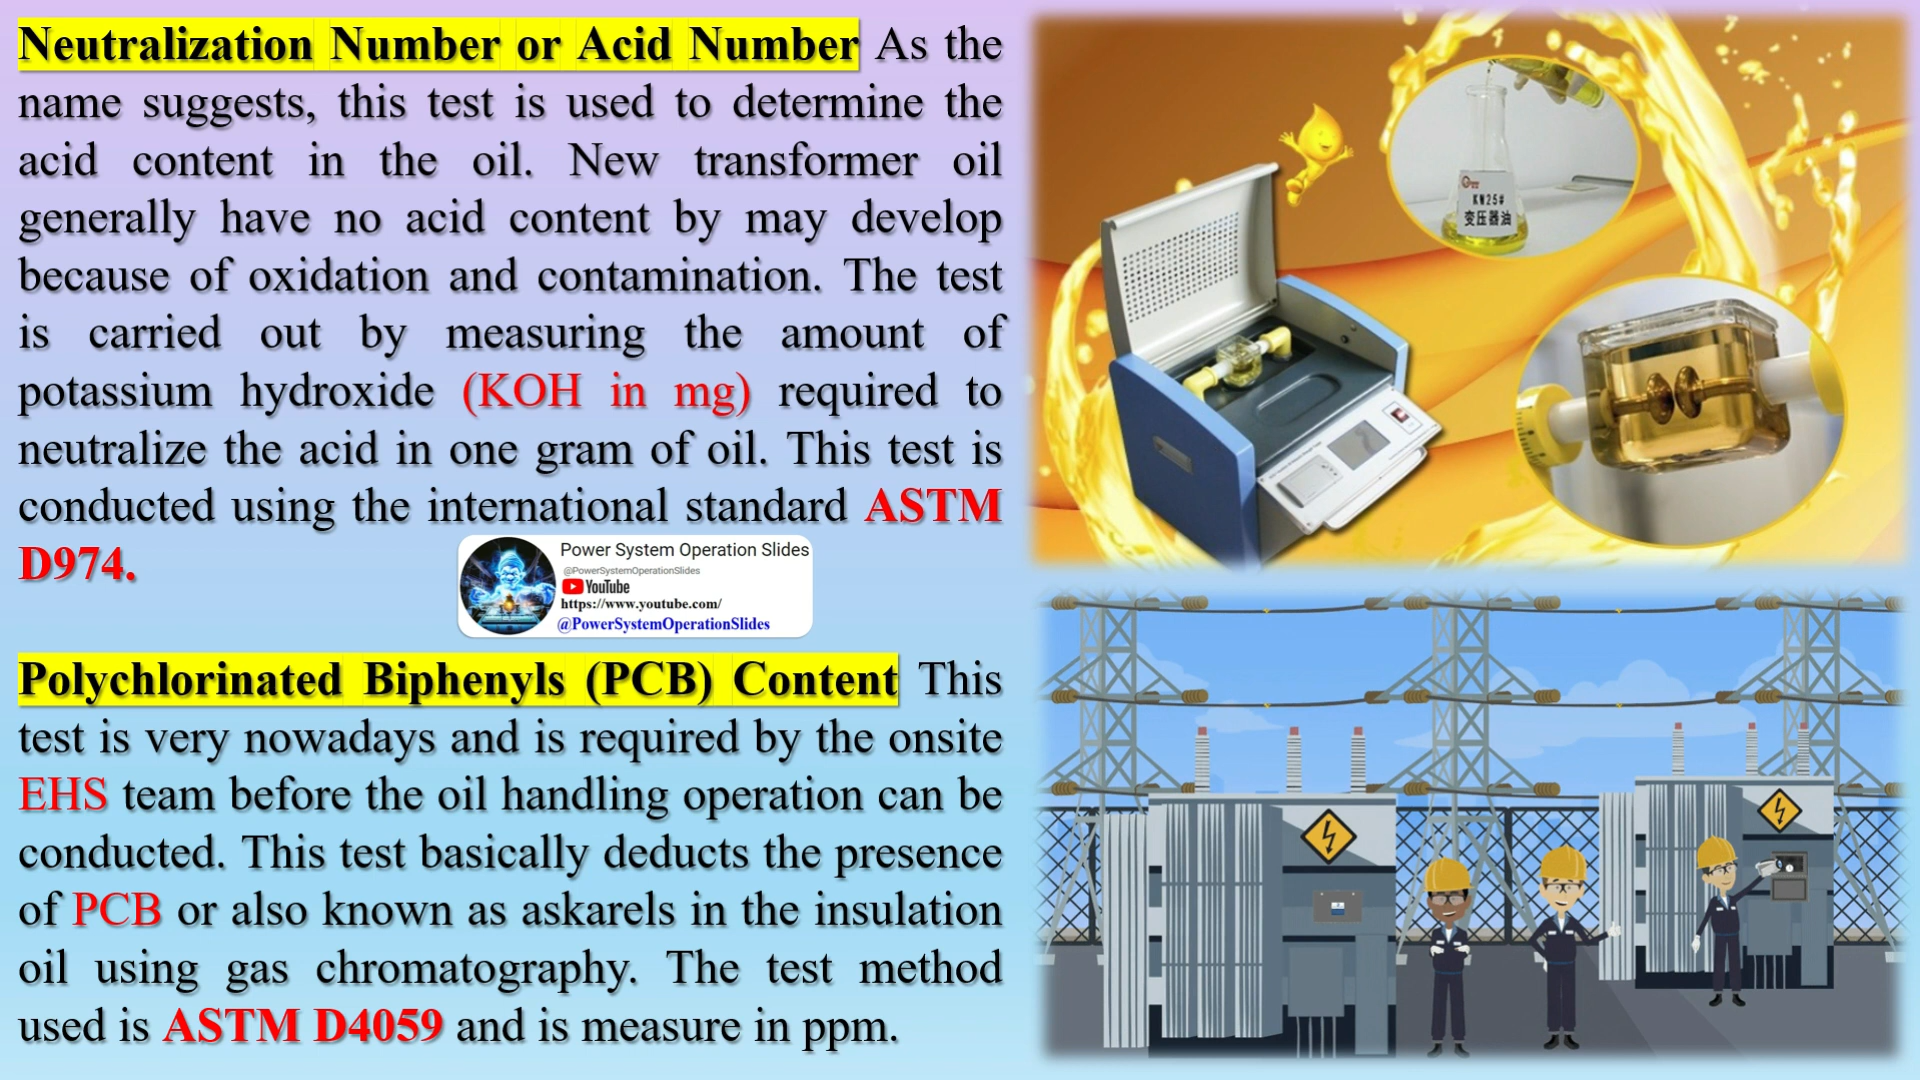 Neutralization Number or Acid Number As the
name suggests, this test is used to determine the
acid content in the oil. New transformer oil
generally have no acid content by may develop
because of oxidation and contamination. The test
is carried out by measuring the amount of
potassium hydroxide (KOH in mg) required to
neutralize the acid in one gram of oil. This test is
conducted using the international standard ASTM
D974.
Power System Operation Slides
@PowerSystemOperationSlides
YouTube
https://www.youtube.com/
@PowerSystemOperationSlides
Polychlorinated Biphenyls (PCB) Content This
test is very nowadays and is required by the onsite
EHS team before the oil handling operation can be
conducted. This test basically deducts the presence
of PCB or also known as askarels in the insulation
oil using gas chromatography. The test method
used is ASTM D4059 and is measure in ppm.
KW25#
变压器油